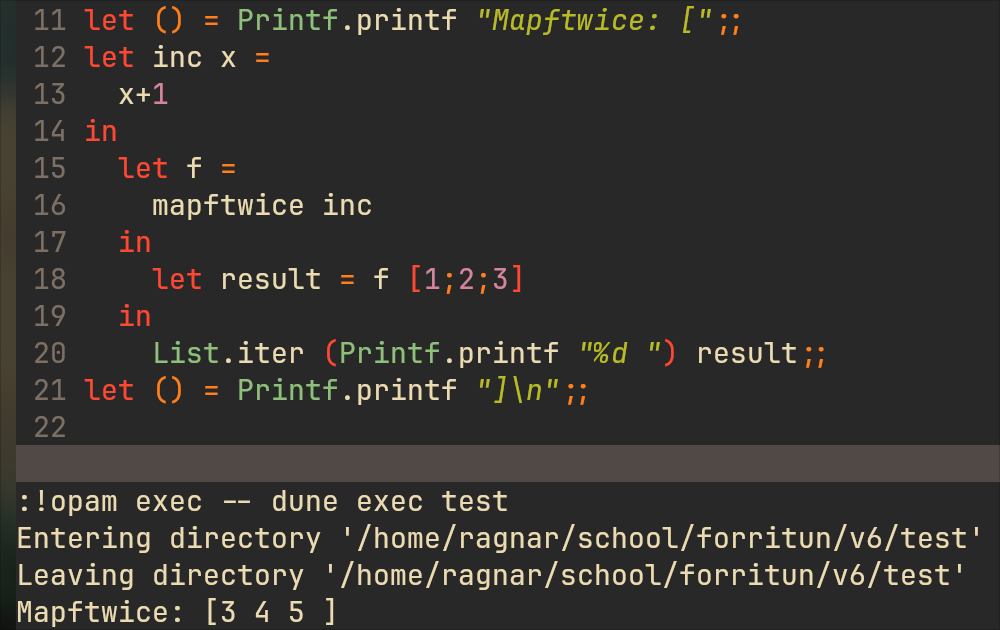 11 let () = Printf.printf "Mapftwice: [";;
12 let inc x =
13   x+1
14 in
15   let f =
16     mapftwice inc
17   in
18     let result = f [1;2;3]
19   in
20     List.iter (Printf.printf "%d ") result;;
21 let () = Printf.printf "]\n";;
22
:!opam exec -- dune exec test
Entering directory '/home/ragnar/school/forritun/v6/test'
Leaving directory '/home/ragnar/school/forritun/v6/test'
Mapftwice: [3 4 5 ]